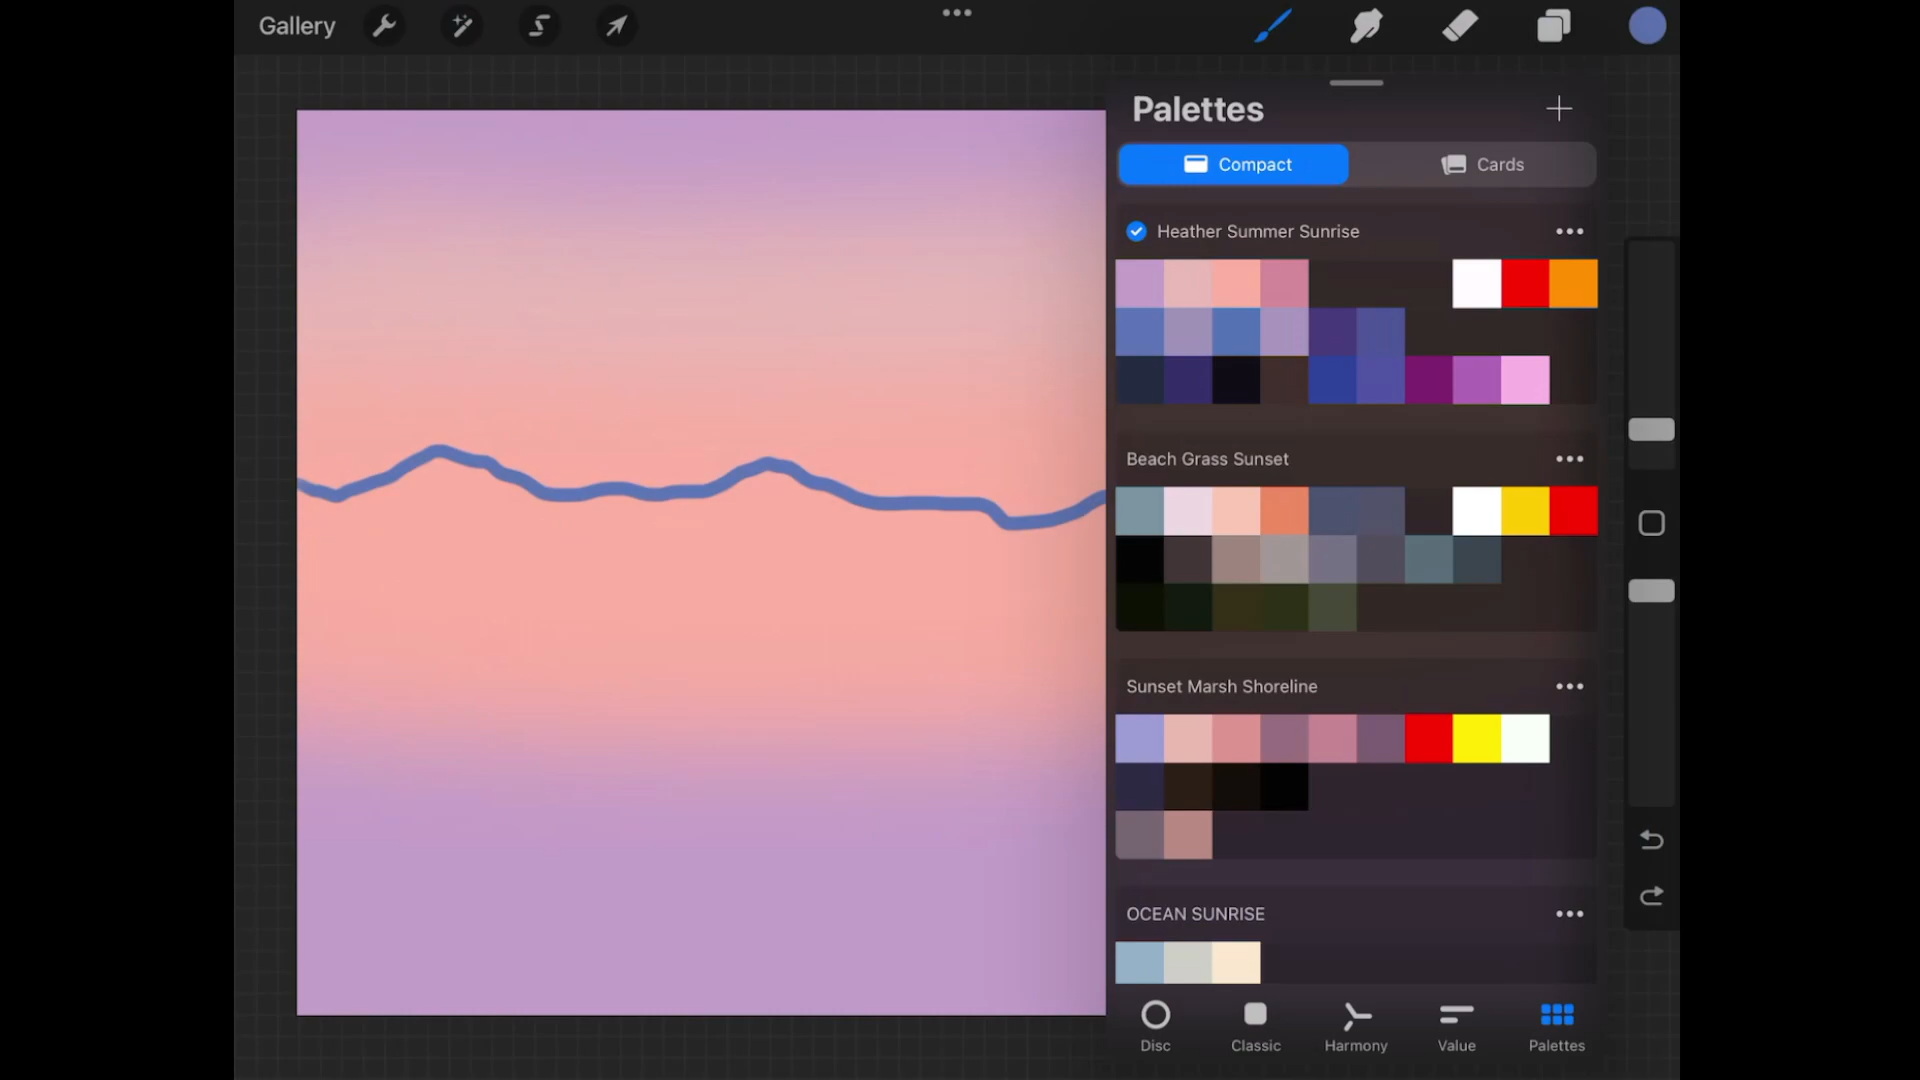 Gallery
Palettes
Compact
Cards
Heather Summer Sunrise
Beach Grass Sunset
Sunset Marsh Shoreline
OCEAN SUNRISE
Disc
Classic
Harmony
Value
Palettes